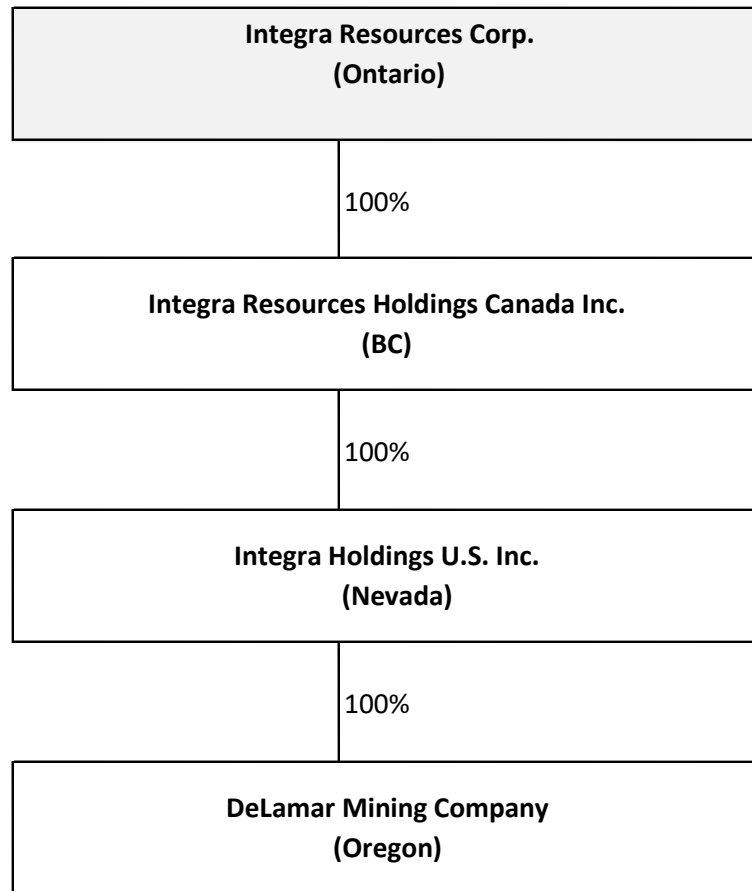 Integra Resources Corp.
(Ontario)
100%
Integra Resources Holdings Canada Inc.
(BC)
100%
Integra Holdings U.S. Inc.
(Nevada)
100%
DeLamar Mining Company
(Oregon)